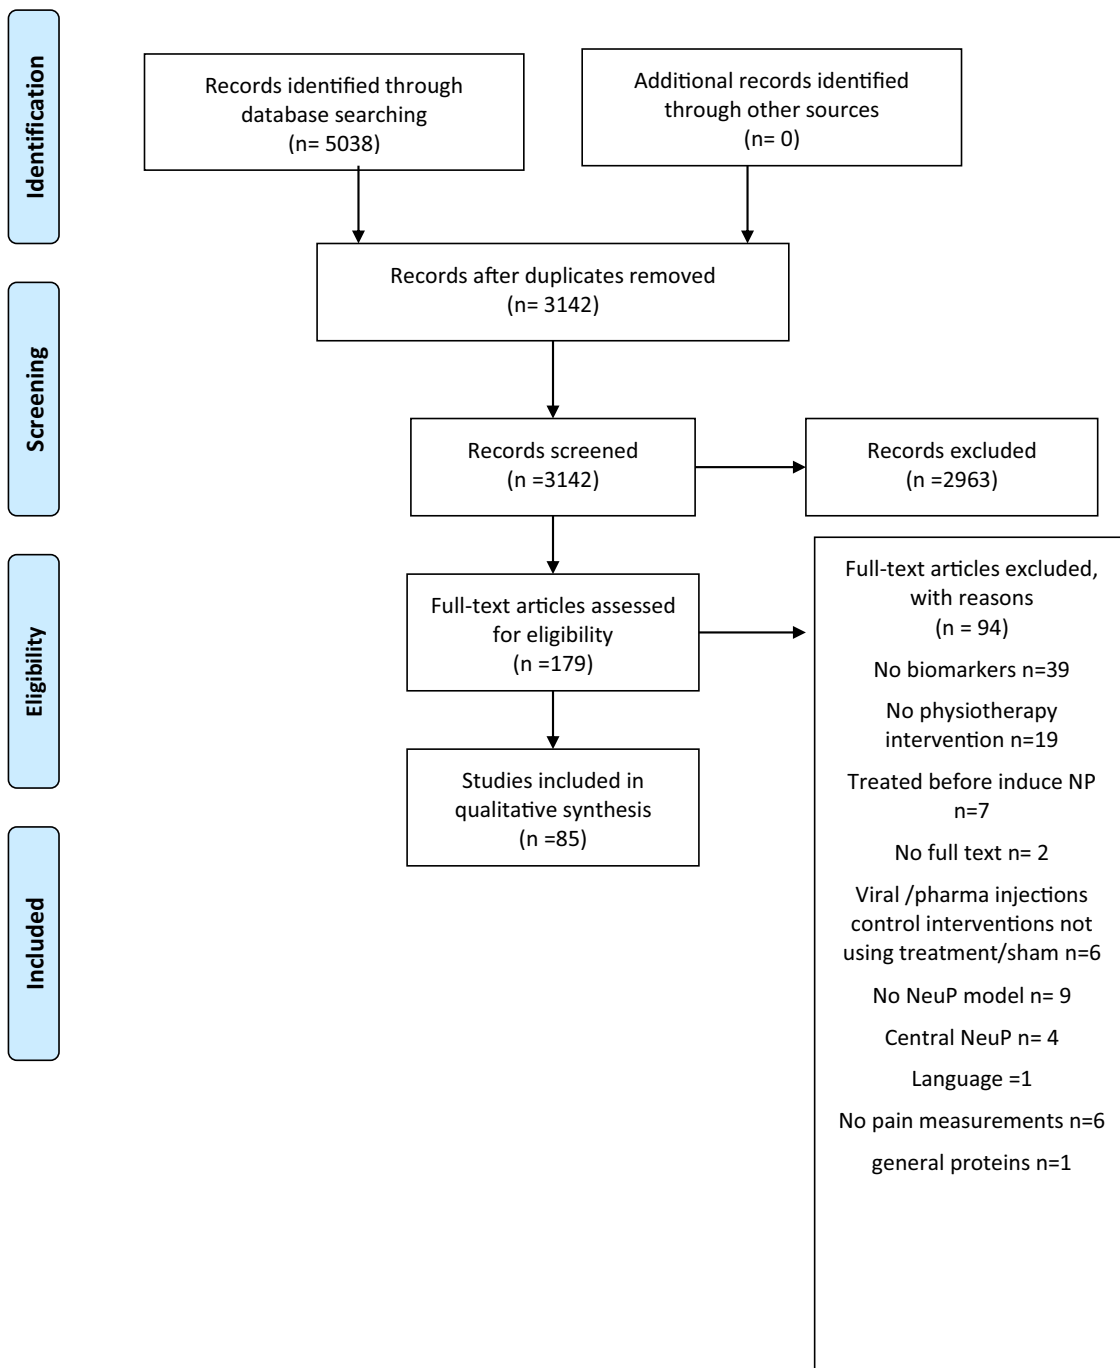 Identification
Records identified through
database searching
(n= 5038)
Additional records identified
through other sources
(n= 0)
Records after duplicates removed
(n= 3142)
Screening
Records screened
(n =3142)
Records excluded
(n =2963)
Eligibility
Full-text articles assessed
for eligibility
(n =179)
Full-text articles excluded,
with reasons
(n = 94)
No biomarkers n=39
No physiotherapy
intervention n=19
Treated before induce NP
n=7
No full text n= 2
Viral /pharma injections
control interventions not
using treatment/sham n=6
No NeuP model n= 9
Central NeuP n= 4
Language =1
No pain measurements n=6
general proteins n=1
Included
Studies included in
qualitative synthesis
(n =85)